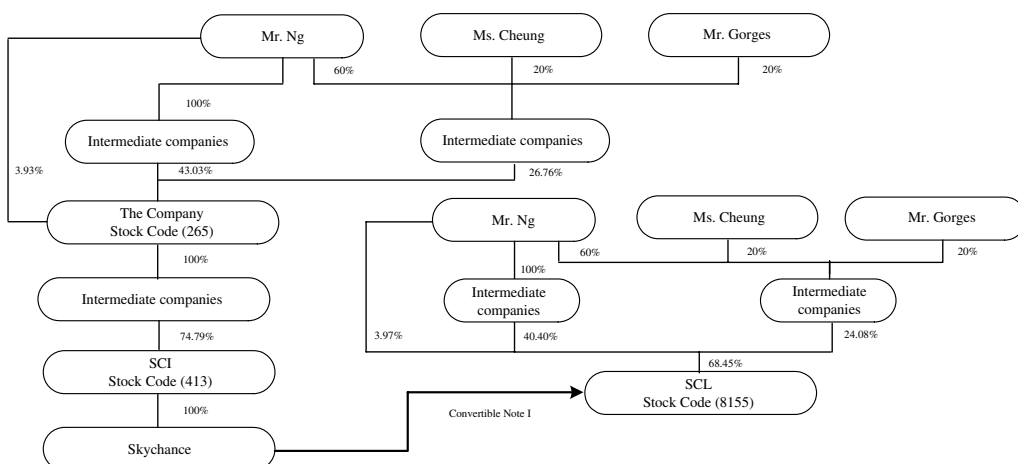 Mr. Ng
Ms. Cheung
Mr. Gorges
60%
20%
20%
100%
Intermediate companies
Intermediate companies
3.93%
43.03%
26.76%
The Company
Stock Code (265)
100%
Intermediate companies
74.79%
SCI
Stock Code (413)
100%
Skychance
Mr. Ng
Ms. Cheung
Mr. Gorges
60%
20%
20%
100%
Intermediate
companies
Intermediate
companies
3.97%
40.40%
24.08%
68.45%
SCL
Stock Code (8155)
Convertible Note I